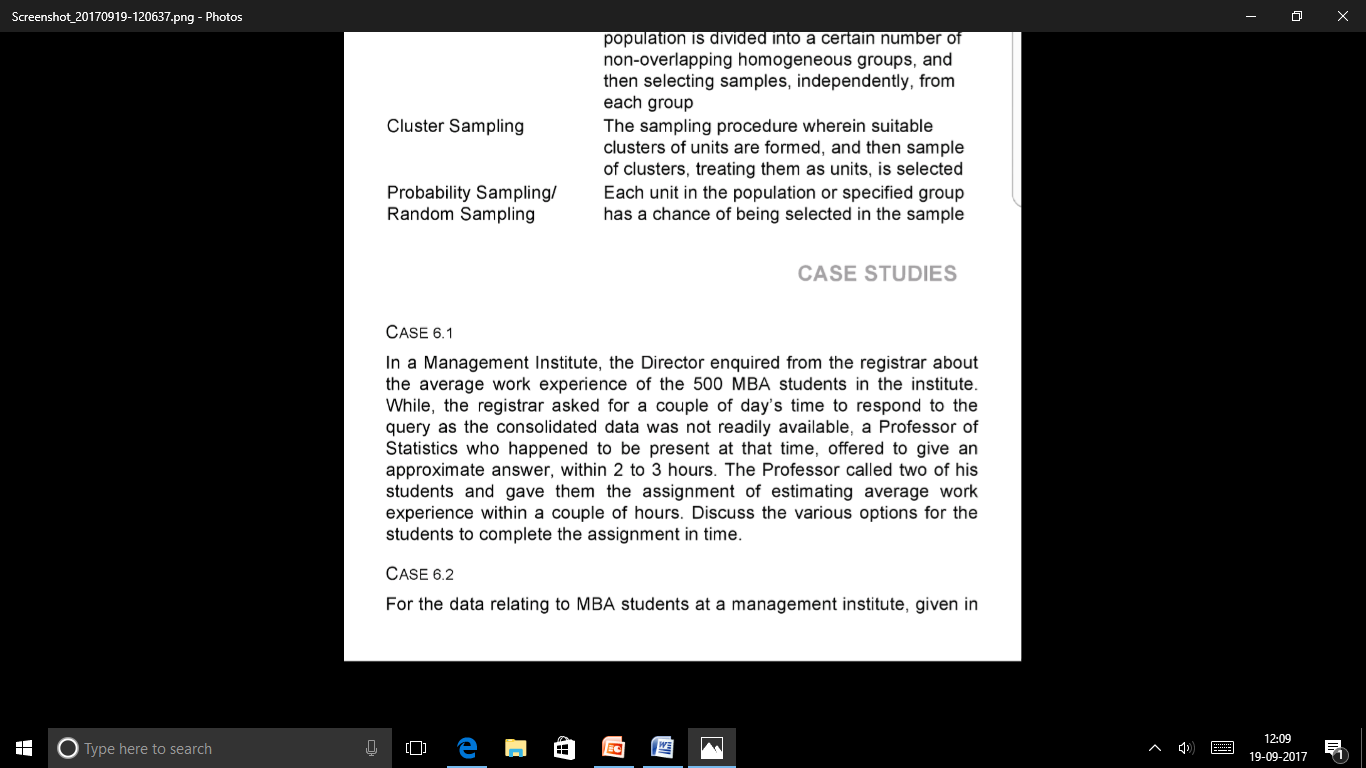 Screenshot_20170919-120637.png - Photos
population is divided into a certain number of
non-overlapping homogeneous groups, and
then selecting samples, independently, from
each group
Cluster Sampling
The sampling procedure wherein suitable
clusters of units are formed, and then sample
of clusters, treating them as units, is selected
Probability Sampling/
Random Sampling
Each unit in the population or specified group
has a chance of being selected in the sample
CASE STUDIES
CASE 6.1
In a Management Institute, the Director enquired from the registrar about
the average work experience of the 500 MBA students in the institute.
While, the registrar asked for a couple of day's time to respond to the
query as the consolidated data was not readily available, a Professor of
Statistics who happened to be present at that time, offered to give an
approximate answer, within 2 to 3 hours. The Professor called two of his
students and gave them the assignment of estimating average work
experience within a couple of hours. Discuss the various options for the
students to complete the assignment in time.
CASE 6.2
For the data relating to MBA students at a management institute, given in
Type here to search
12:09
19-09-2017
1